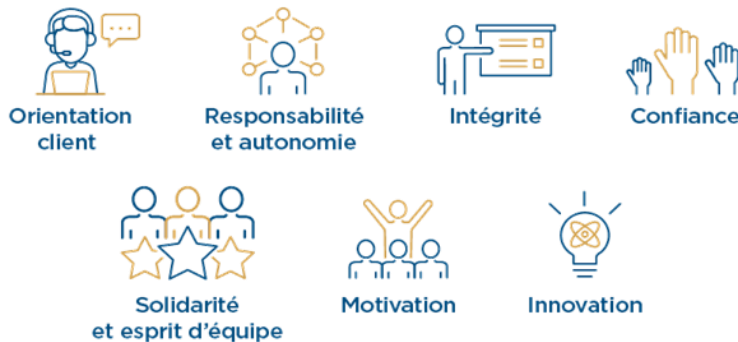 Orientation
client
Responsabilité
et autonomie
Intégrité
Confiance
Solidarité
et esprit d'équipe
Motivation
Innovation